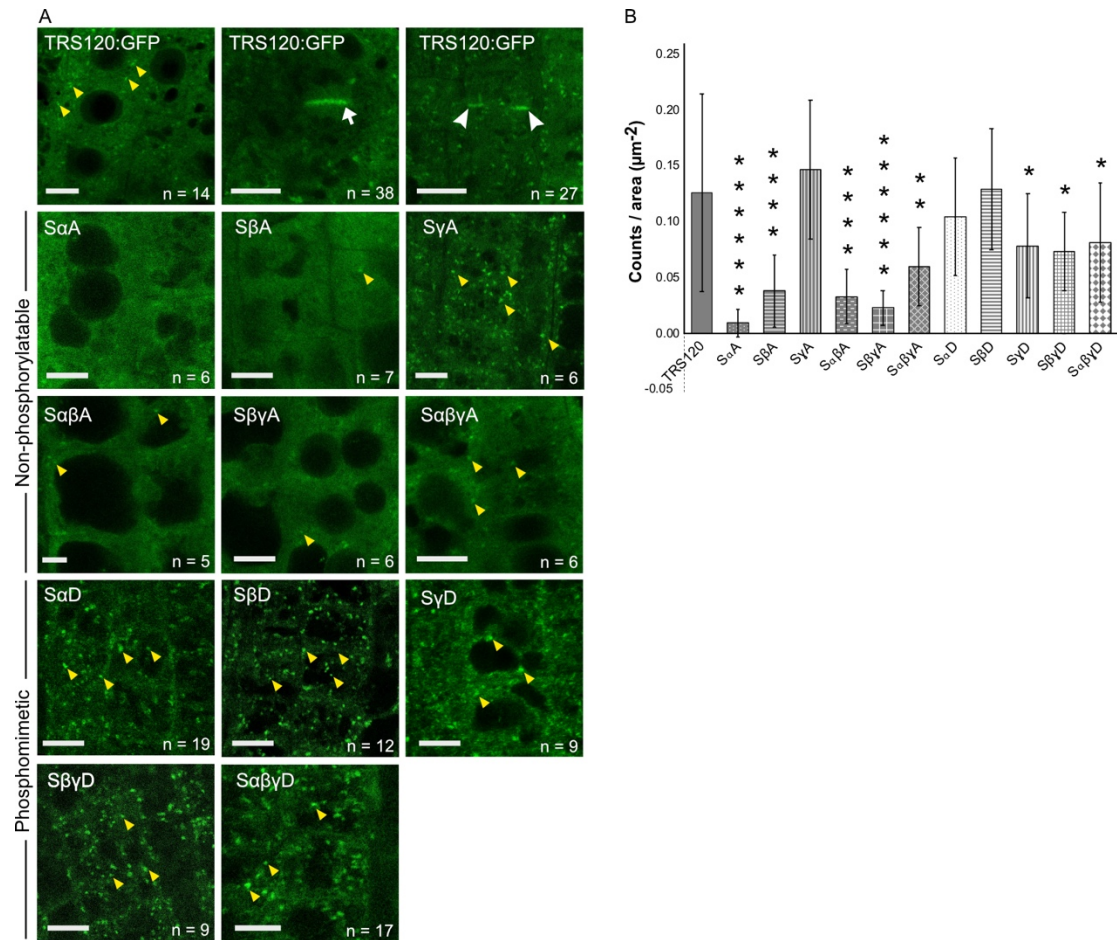 A
TRS120:GFP
n = 14
TRS120:GFP
n = 38
TRS120:GFP
n = 27
Non-phosphorylatable
SαA
n = 6
SβA
n = 7
SγA
n = 6
SαβA
n = 5
SβγA
n = 6
SαβγA
n = 6
Phosphomimetic
SαD
n = 19
SβD
n = 12
SγD
n = 9
SβγD
n = 9
SαβγD
n = 17
B
Counts / area (µm-2)
0.25
0.20
0.15
0.10
0.05
0.00
-0.05
*****
****
****
*****
**
*
*
*
TRS120
SαA
SβA
SγA
SαβA
SβγA
SαβγA
SαD
SβD
SγD
SβγD
SαβγD